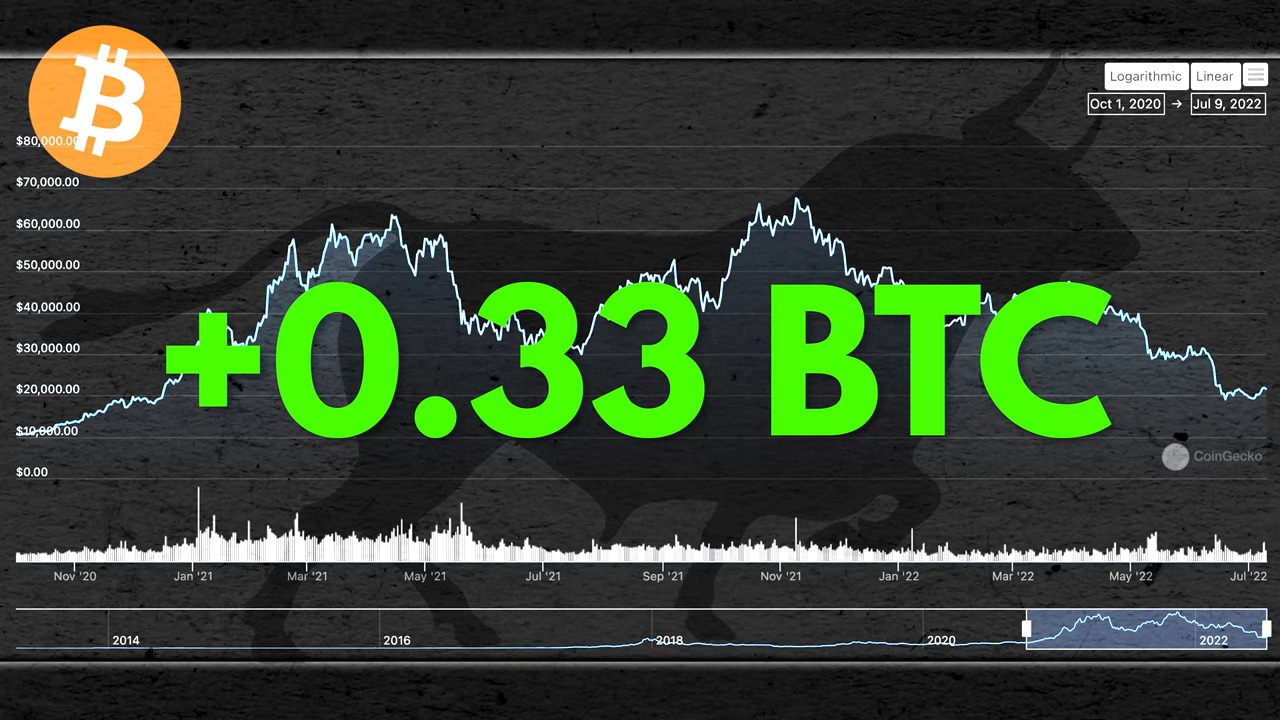 Logarithmic Linear
Oct 1, 2020 → Jul 9, 2022
$80,000.00
$70,000.00
$60,000.00
$50,000.00
$40,000.00
$30,000.00
$20,000.00
$10,000.00
$0.00
+0.33 BTC
CoinGecko
Nov '20 Jan '21 Mar '21 May '21 Jul '21 Sep '21 Nov '21 Jan '22 Mar '22 May '22 Jul '22
2014 2016 2018 2020 2022